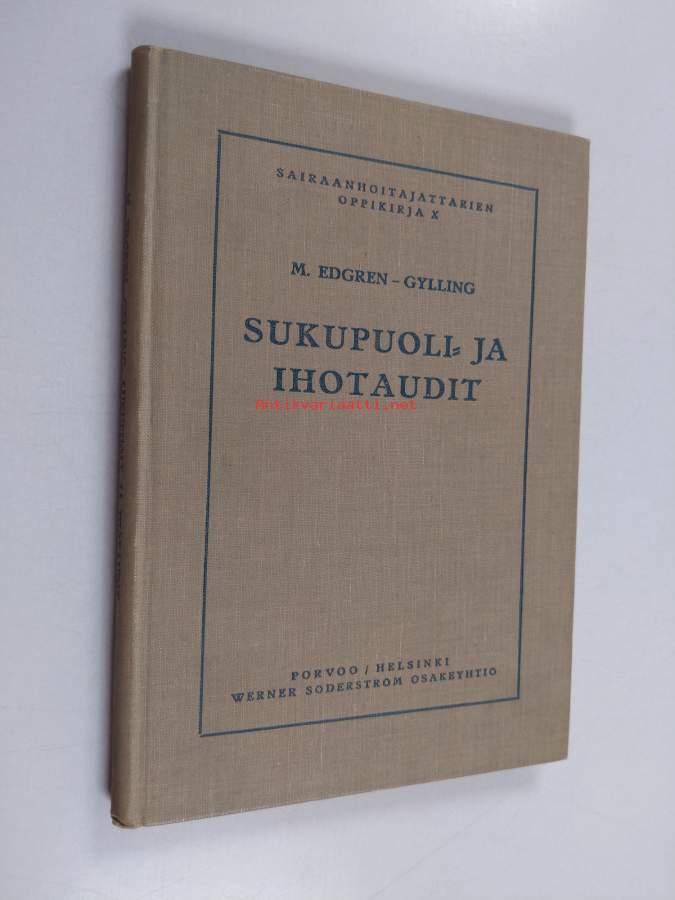 SAIRAANHOITAJATTARIEN
OPPIKIRJA X
M. EDGREN – GYLLING
SUKUPUOLI= JA
IHOTAUDIT
Antikvariaatti.net
PORVOO / HELSINKI
WERNER SÖDERSTRÖM OSAKEYHTIÖ